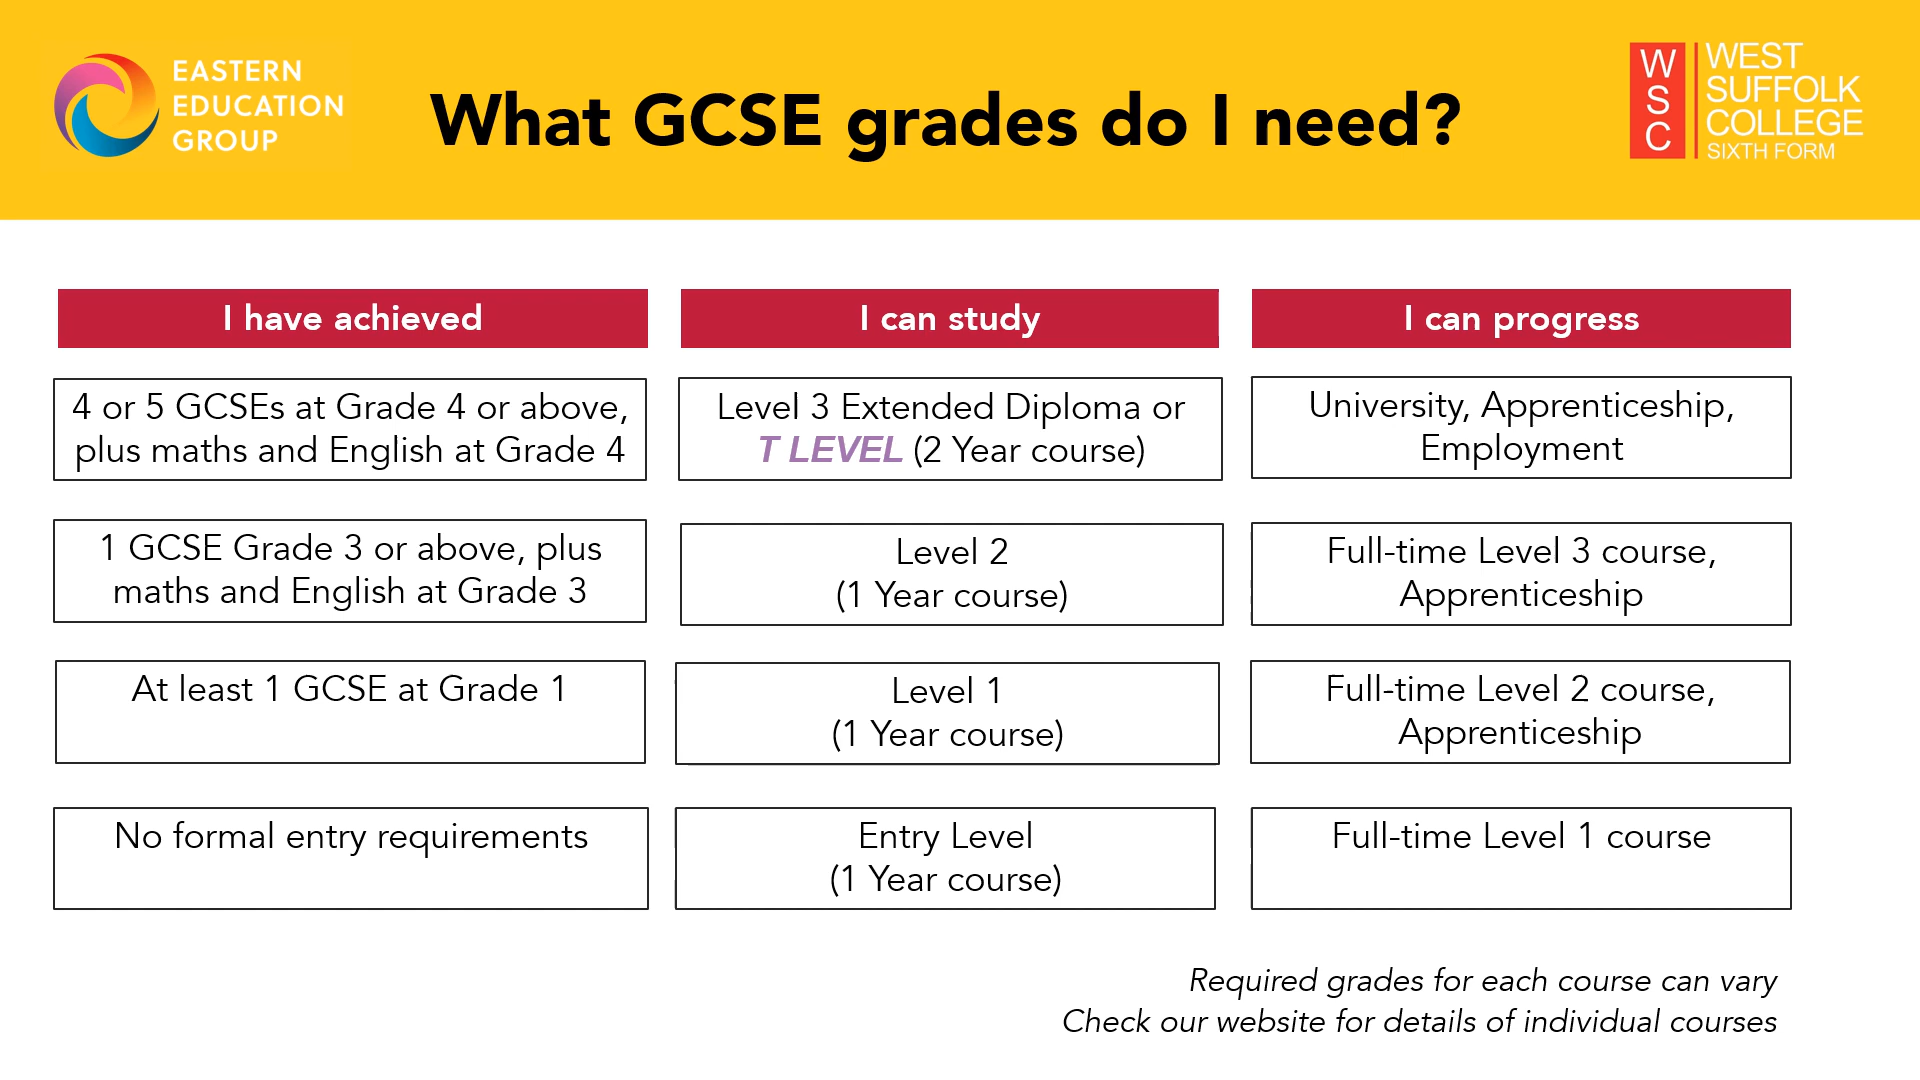 EASTERN
EDUCATION
GROUP
What GCSE grades do I need?
W
S
C
WEST
SUFFOLK
COLLEGE
SIXTH FORM
I have achieved
I can study
I can progress
4 or 5 GCSEs at Grade 4 or above,
plus maths and English at Grade 4
Level 3 Extended Diploma or
T LEVEL (2 Year course)
University, Apprenticeship,
Employment
1 GCSE Grade 3 or above, plus
maths and English at Grade 3
Level 2
(1 Year course)
Full-time Level 3 course,
Apprenticeship
At least 1 GCSE at Grade 1
Level 1
(1 Year course)
Full-time Level 2 course,
Apprenticeship
No formal entry requirements
Entry Level
(1 Year course)
Full-time Level 1 course
Required grades for each course can vary
Check our website for details of individual courses